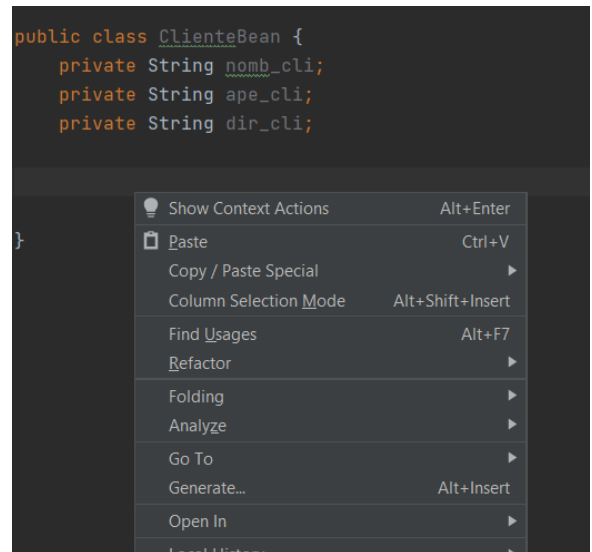 public class ClienteBean {
private String nomb_cli;
private String ape_cli;
private String dir_cli;
Show Context Actions Alt+Enter
}
Paste Ctrl+V
Copy / Paste Special
Column Selection Mode Alt+Shift+Insert
Find Usages Alt+F7
Refactor
Folding
Analyze
Go To
Generate... Alt+Insert
Open In
Local History